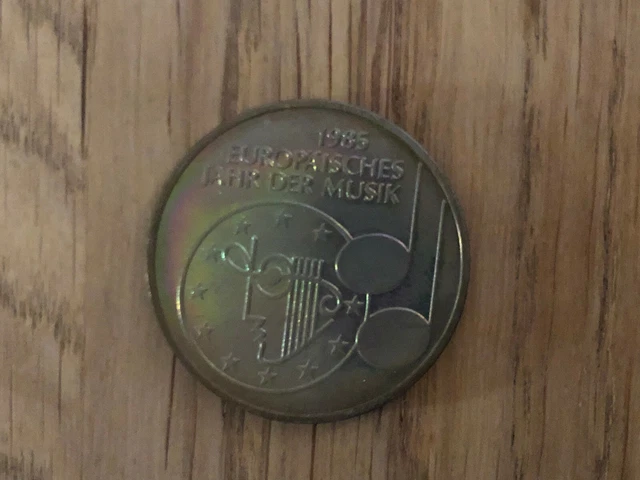 1985
EUROPÄISCHES
JAHR DER MUSIK